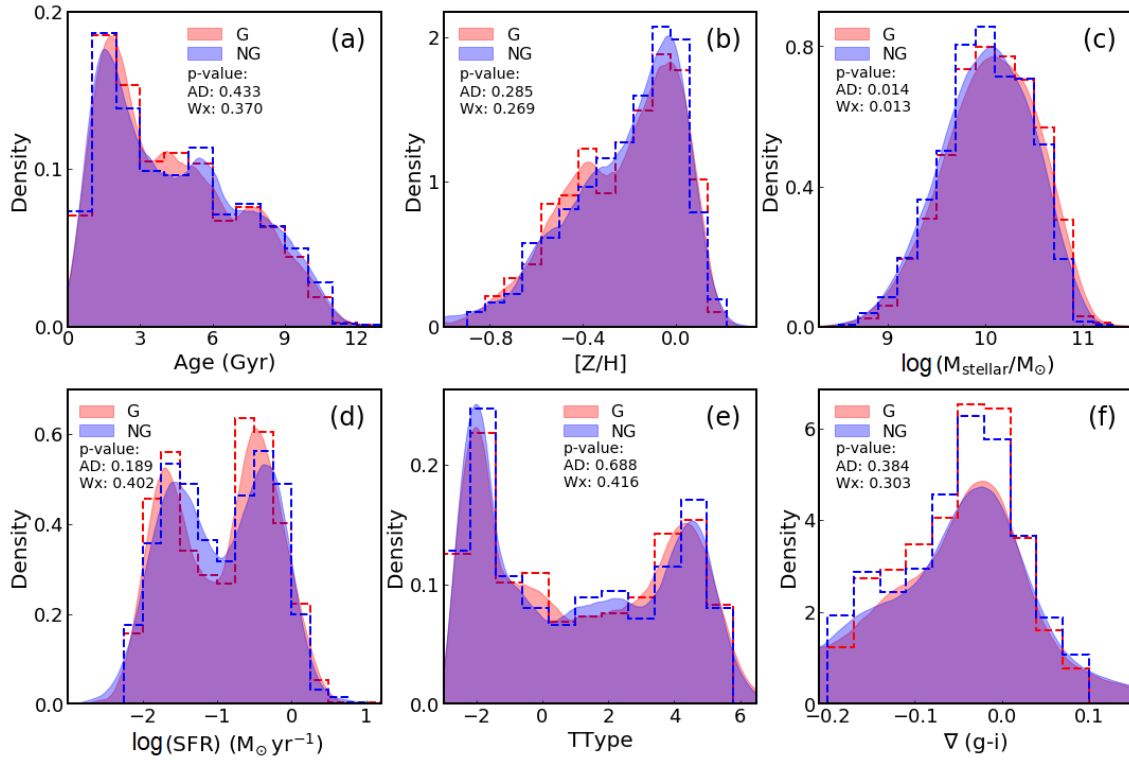 (a)
G
NG
p-value:
AD: 0.433
Wx: 0.370
Density
0.2
0.1
0.0
0 3 6 9 12
Age (Gyr)
(b)
G
NG
p-value:
AD: 0.285
Wx: 0.269
Density
2
1
0
−0.8 −0.4 0.0
[Z/H]
(c)
G
NG
p-value:
AD: 0.014
Wx: 0.013
Density
0.8
0.4
0.0
9 10 11
log(M_stellar/M_⊙)
(d)
G
NG
p-value:
AD: 0.189
Wx: 0.402
Density
0.6
0.4
0.2
0.0
−2 −1 0 1
log(SFR) (M_⊙ yr⁻¹)
(e)
G
NG
p-value:
AD: 0.688
Wx: 0.416
Density
0.2
0.1
0.0
−2 0 2 4 6
TType
(f)
G
NG
p-value:
AD: 0.384
Wx: 0.303
Density
6
4
2
0
−0.2 −0.1 0.0 0.1
∇ (g-i)